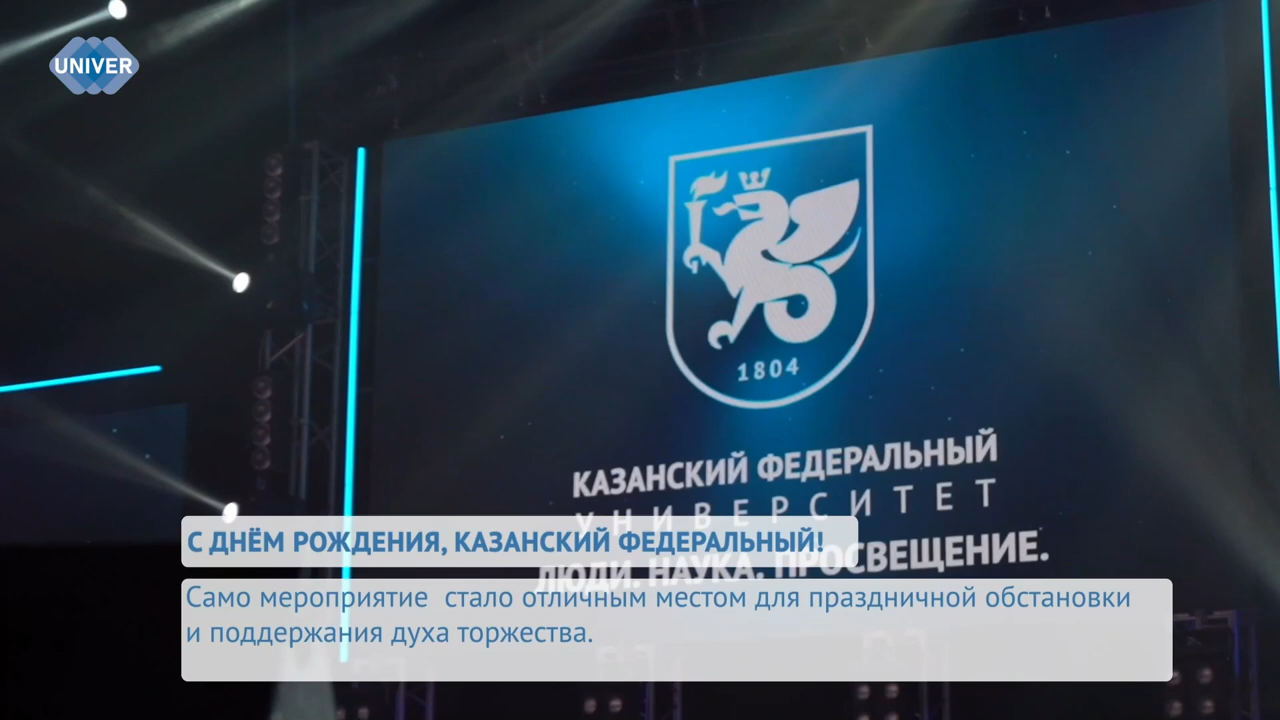 UNIVER
1804
КАЗАНСКИЙ ФЕДЕРАЛЬНЫЙ
УНИВЕРСИТЕТ
С ДНЁМ РОЖДЕНИЯ, КАЗАНСКИЙ ФЕДЕРАЛЬНЫЙ!
ЛЮДИ. НАУКА. ПРОСВЕЩЕНИЕ.
Само мероприятие  стало отличным местом для праздничной обстановки
и поддержания духа торжества.